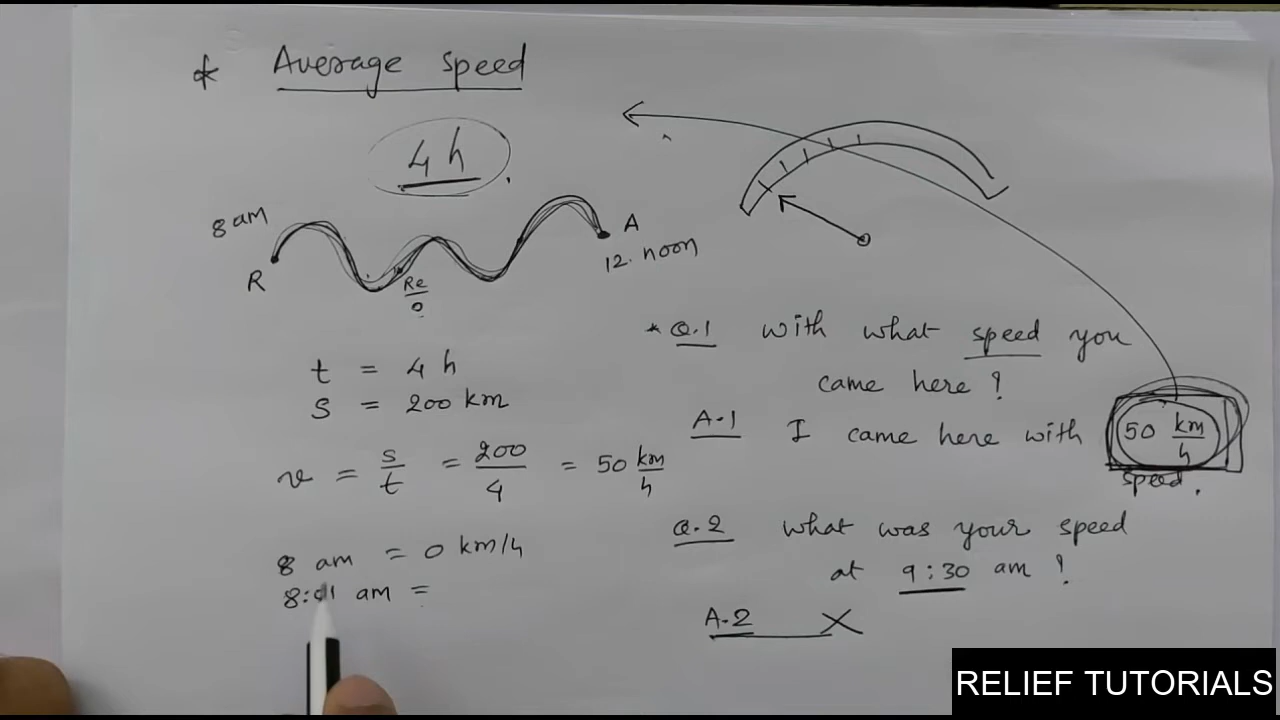 * Average speed
4 h
8 am
R
Re
0
A
12. noon
t = 4 h
S = 200 km
v = s/t = 200/4 = 50 km/h
8 am = 0 km/h
8:01 am =
* Q.1 With what speed you
came here ?
A.1 I came here with 50 km/h
speed.
Q.2 What was your speed
at 9:30 am ?
A.2 X
RELIEF TUTORIALS